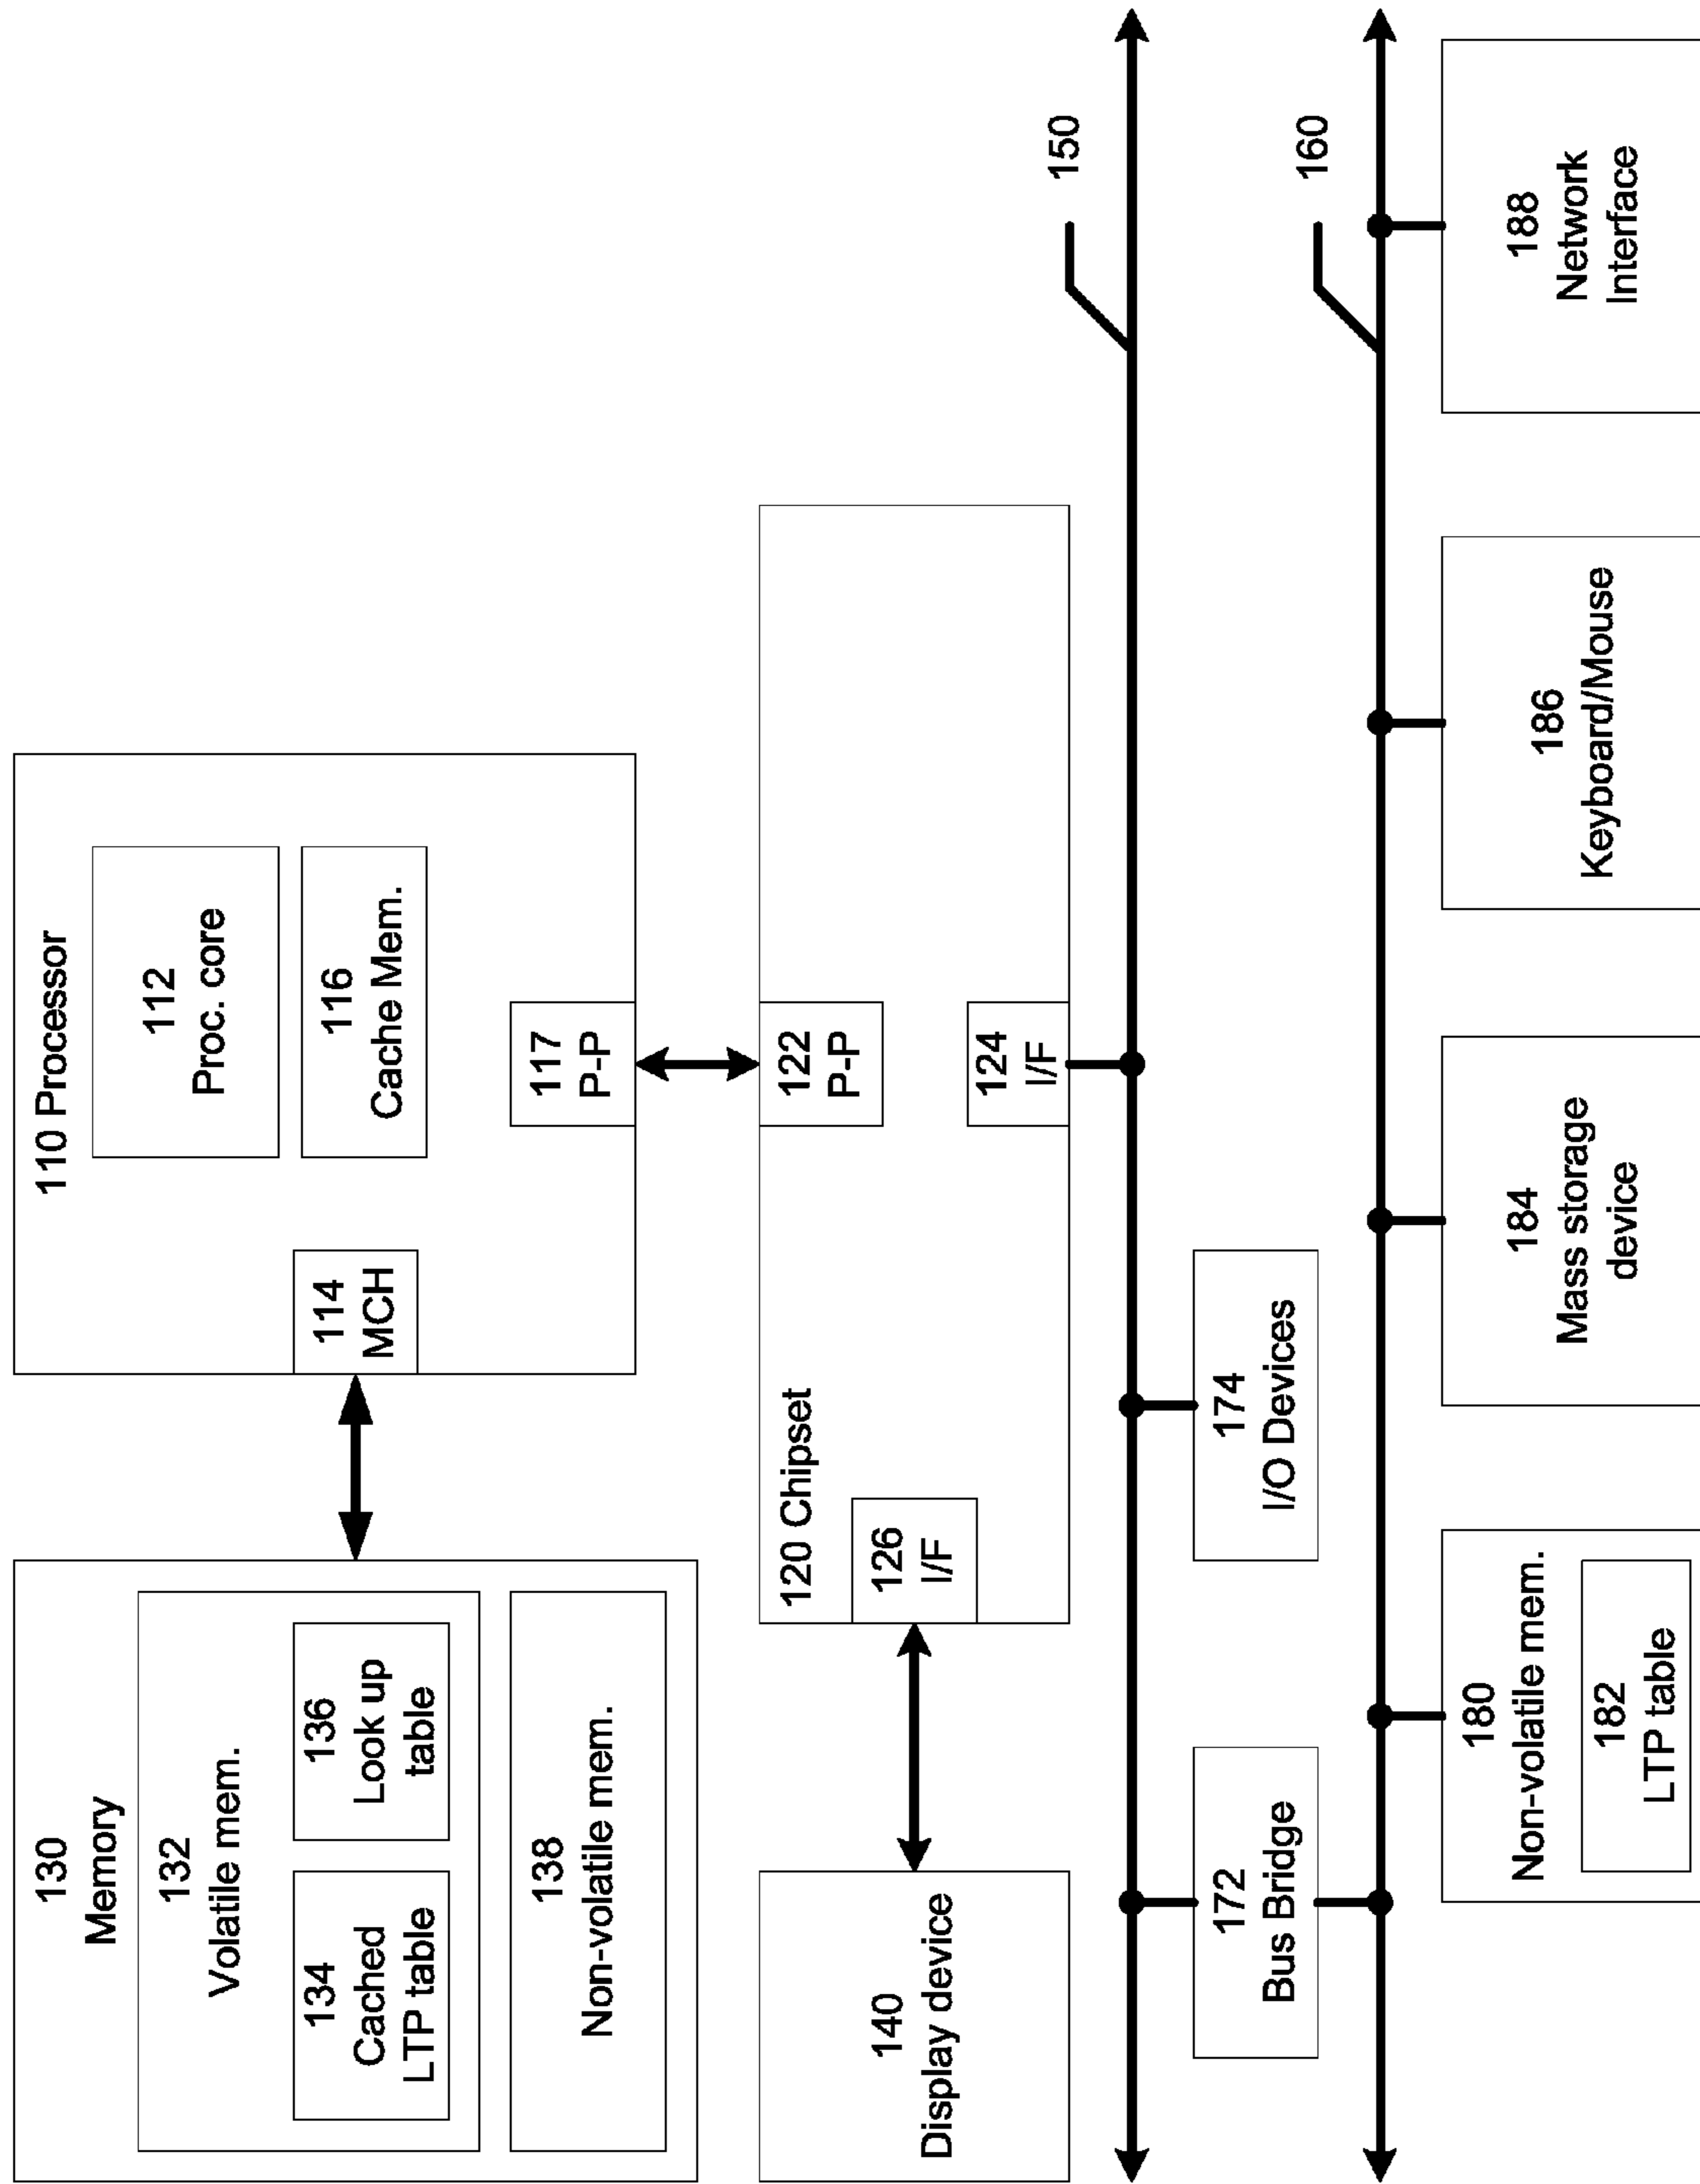 130
Memory
132
Volatile mem.
134
Cached
LTP table
136
Look up
table
138
Non-volatile mem.
110 Processor
112
Proc. core
114
MCH
116
Cache Mem.
117
P-P
120 Chipset
122
P-P
126
I/F
124
I/F
140
Display device
150
172
Bus Bridge
174
I/O Devices
160
180
Non-volatile mem.
182
LTP table
184
Mass storage
device
186
Keyboard/Mouse
188
Network
Interface